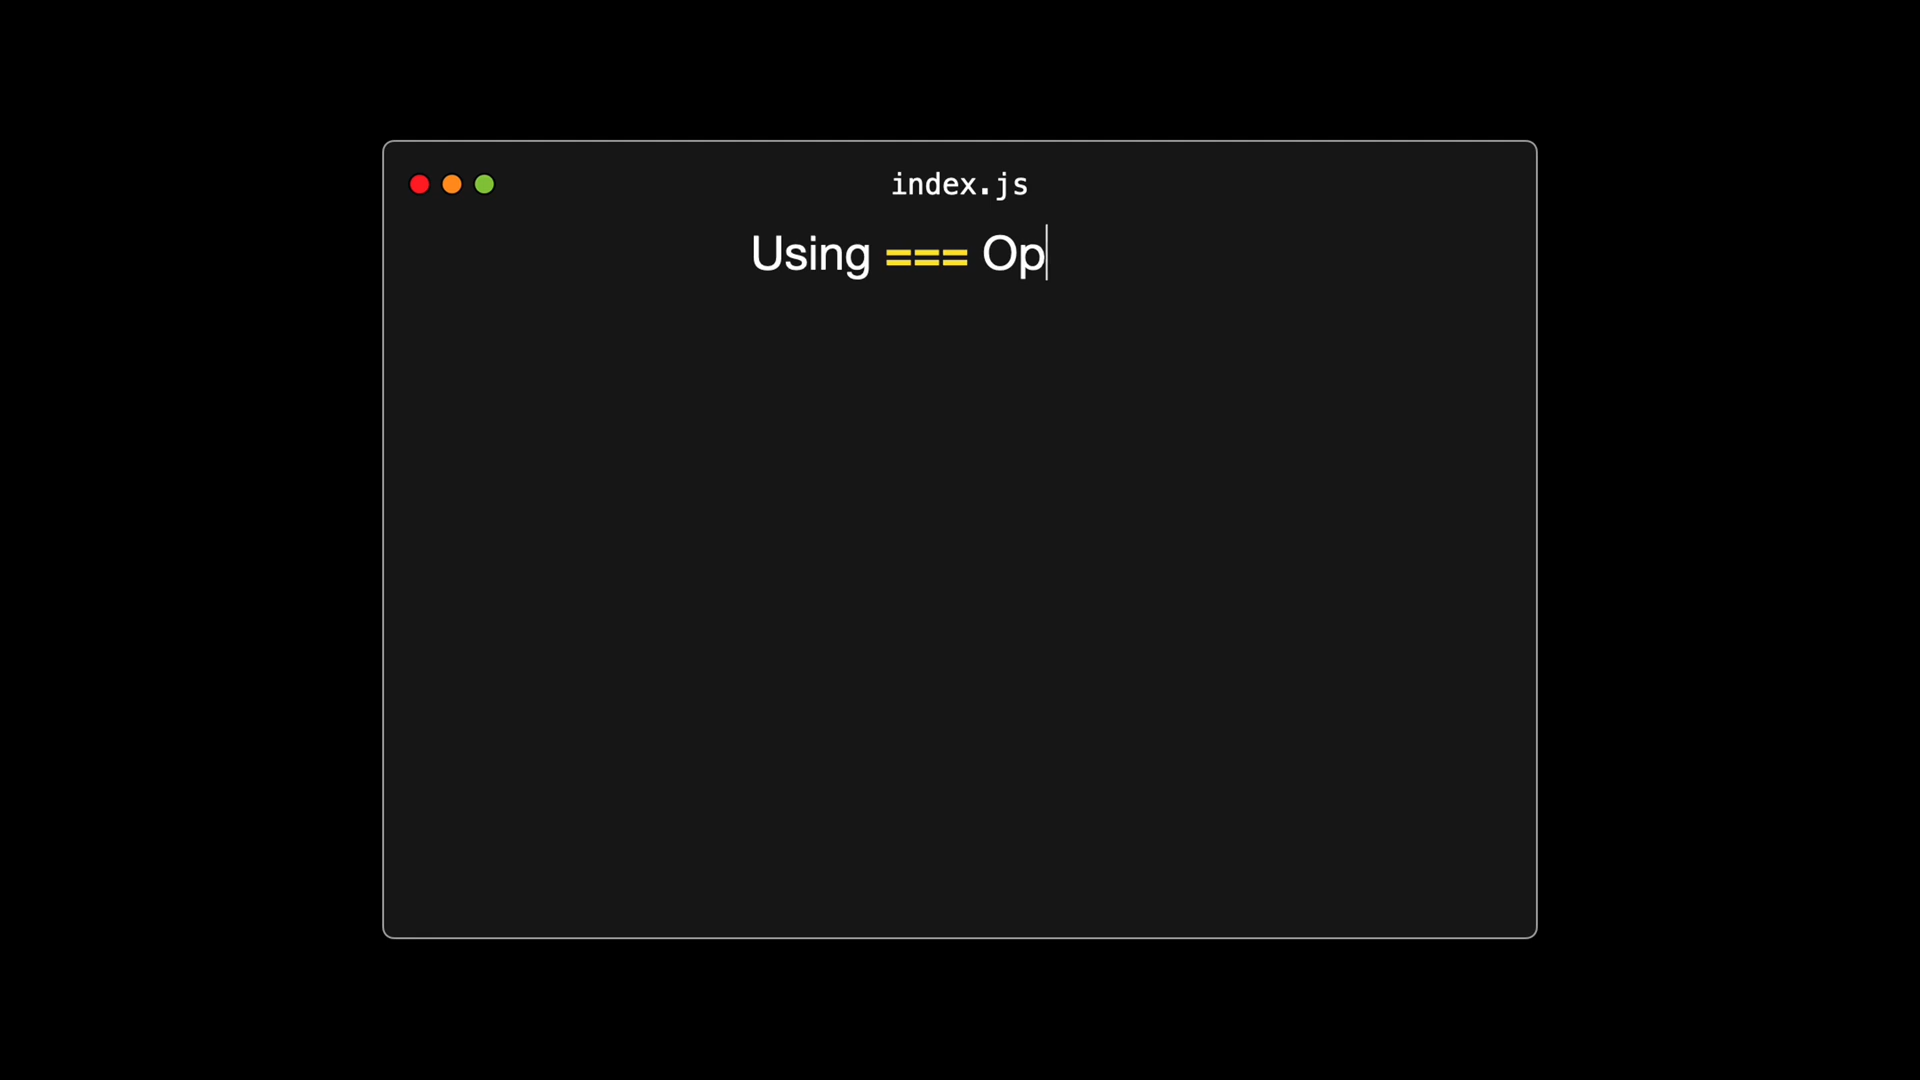 index.js
Using === Op